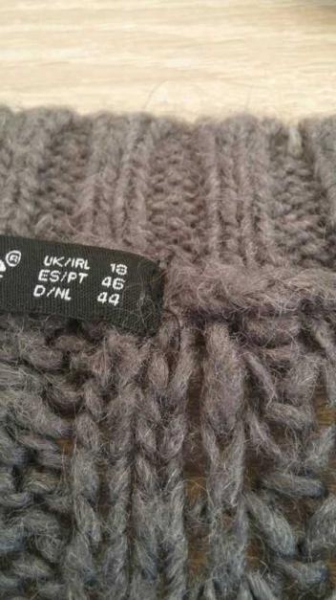 UK/IRL 18
ES/PT 46
D/NL 44